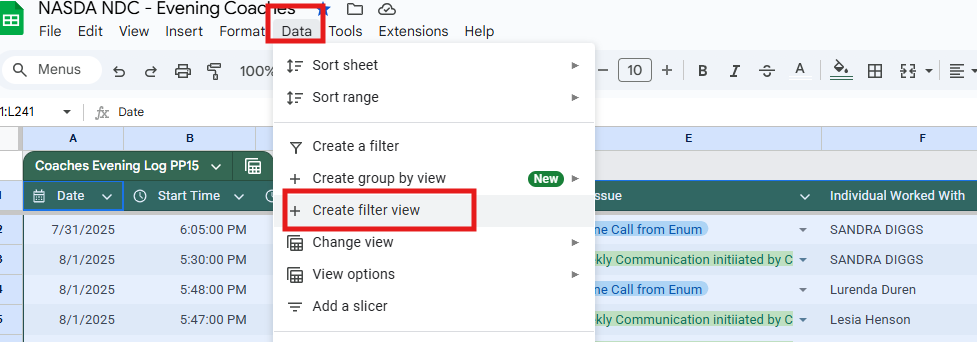 NASDA NDC - Evening Coaches
File Edit View Insert Format Data Tools Extensions Help
Menus 100% 10 B I S A
1:L241 fx Date
A B E F
Coaches Evening Log PP15
1 Date Start Time ssue Individual Worked With
2 7/31/2025 6:05:00 PM ne Call from Enum SANDRA DIGGS
3 8/1/2025 5:30:00 PM kly Communication initiiated by C SANDRA DIGGS
4 8/1/2025 5:48:00 PM ne Call from Enum Lurenda Duren
5 8/1/2025 5:47:00 PM kly Communication initiiated by C Lesia Henson
Sort sheet
Sort range
Create a filter
Create group by view New
Create filter view
Change view
View options
Add a slicer